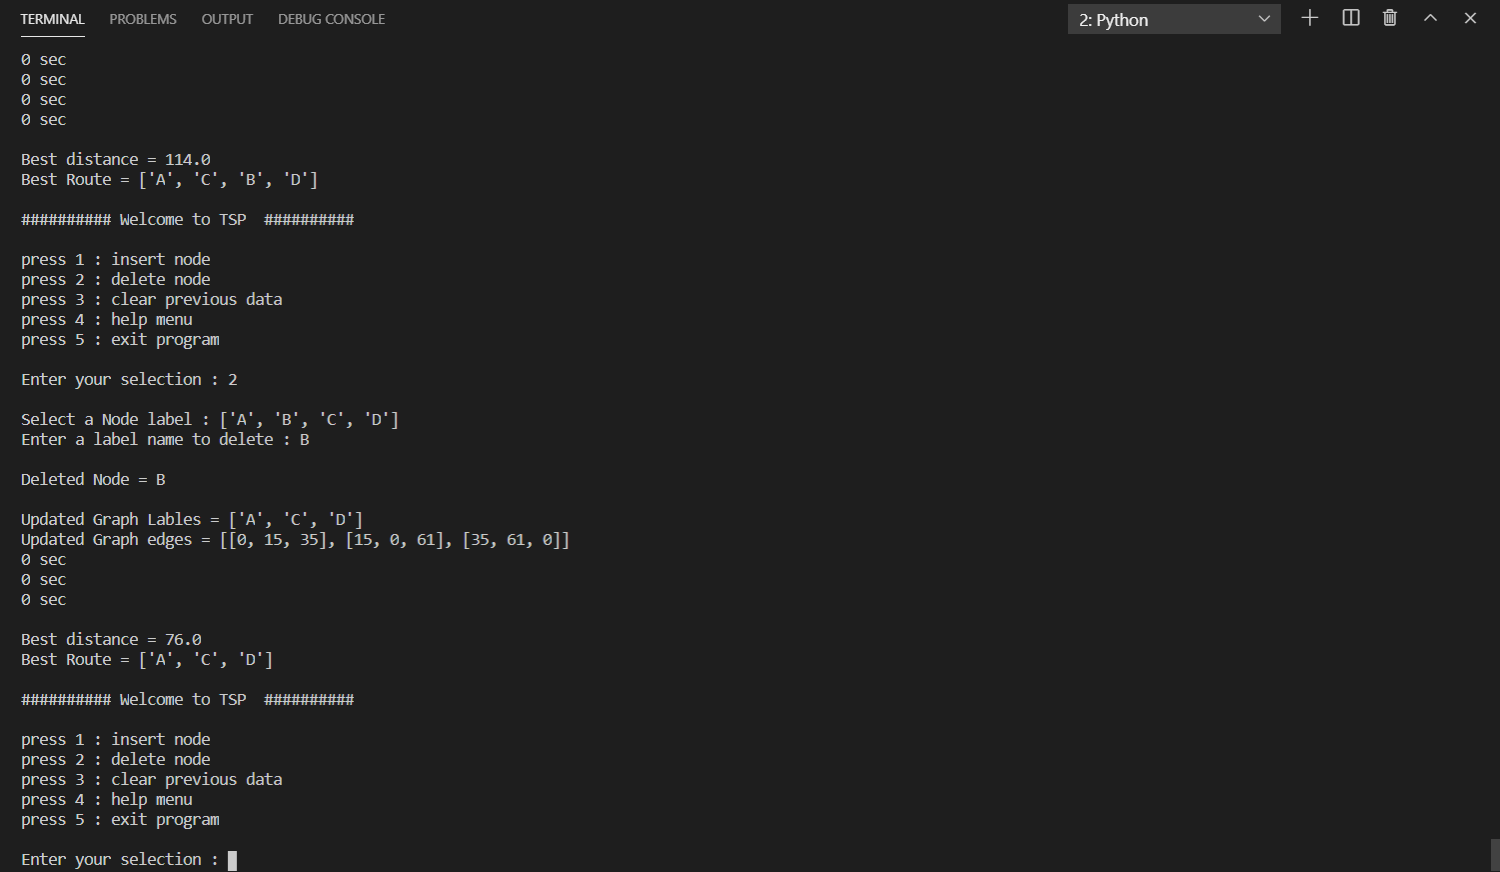 TERMINAL PROBLEMS OUTPUT DEBUG CONSOLE 2: Python
0 sec
0 sec
0 sec
0 sec
Best distance = 114.0
Best Route = ['A', 'C', 'B', 'D']
########## Welcome to TSP  ##########
press 1 : insert node
press 2 : delete node
press 3 : clear previous data
press 4 : help menu
press 5 : exit program
Enter your selection : 2
Select a Node label : ['A', 'B', 'C', 'D']
Enter a label name to delete : B
Deleted Node = B
Updated Graph Lables = ['A', 'C', 'D']
Updated Graph edges = [[0, 15, 35], [15, 0, 61], [35, 61, 0]]
0 sec
0 sec
0 sec
Best distance = 76.0
Best Route = ['A', 'C', 'D']
########## Welcome to TSP  ##########
press 1 : insert node
press 2 : delete node
press 3 : clear previous data
press 4 : help menu
press 5 : exit program
Enter your selection :